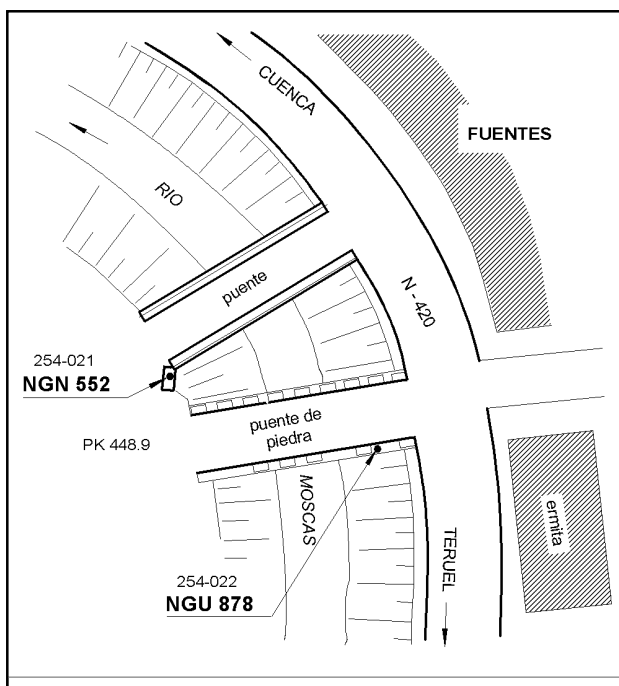 CUENCA
FUENTES
RIO
puente
N - 420
254-021
NGN 552
puente de
piedra
PK 448.9
MOSCAS
ermita
TERUEL
254-022
NGU 878